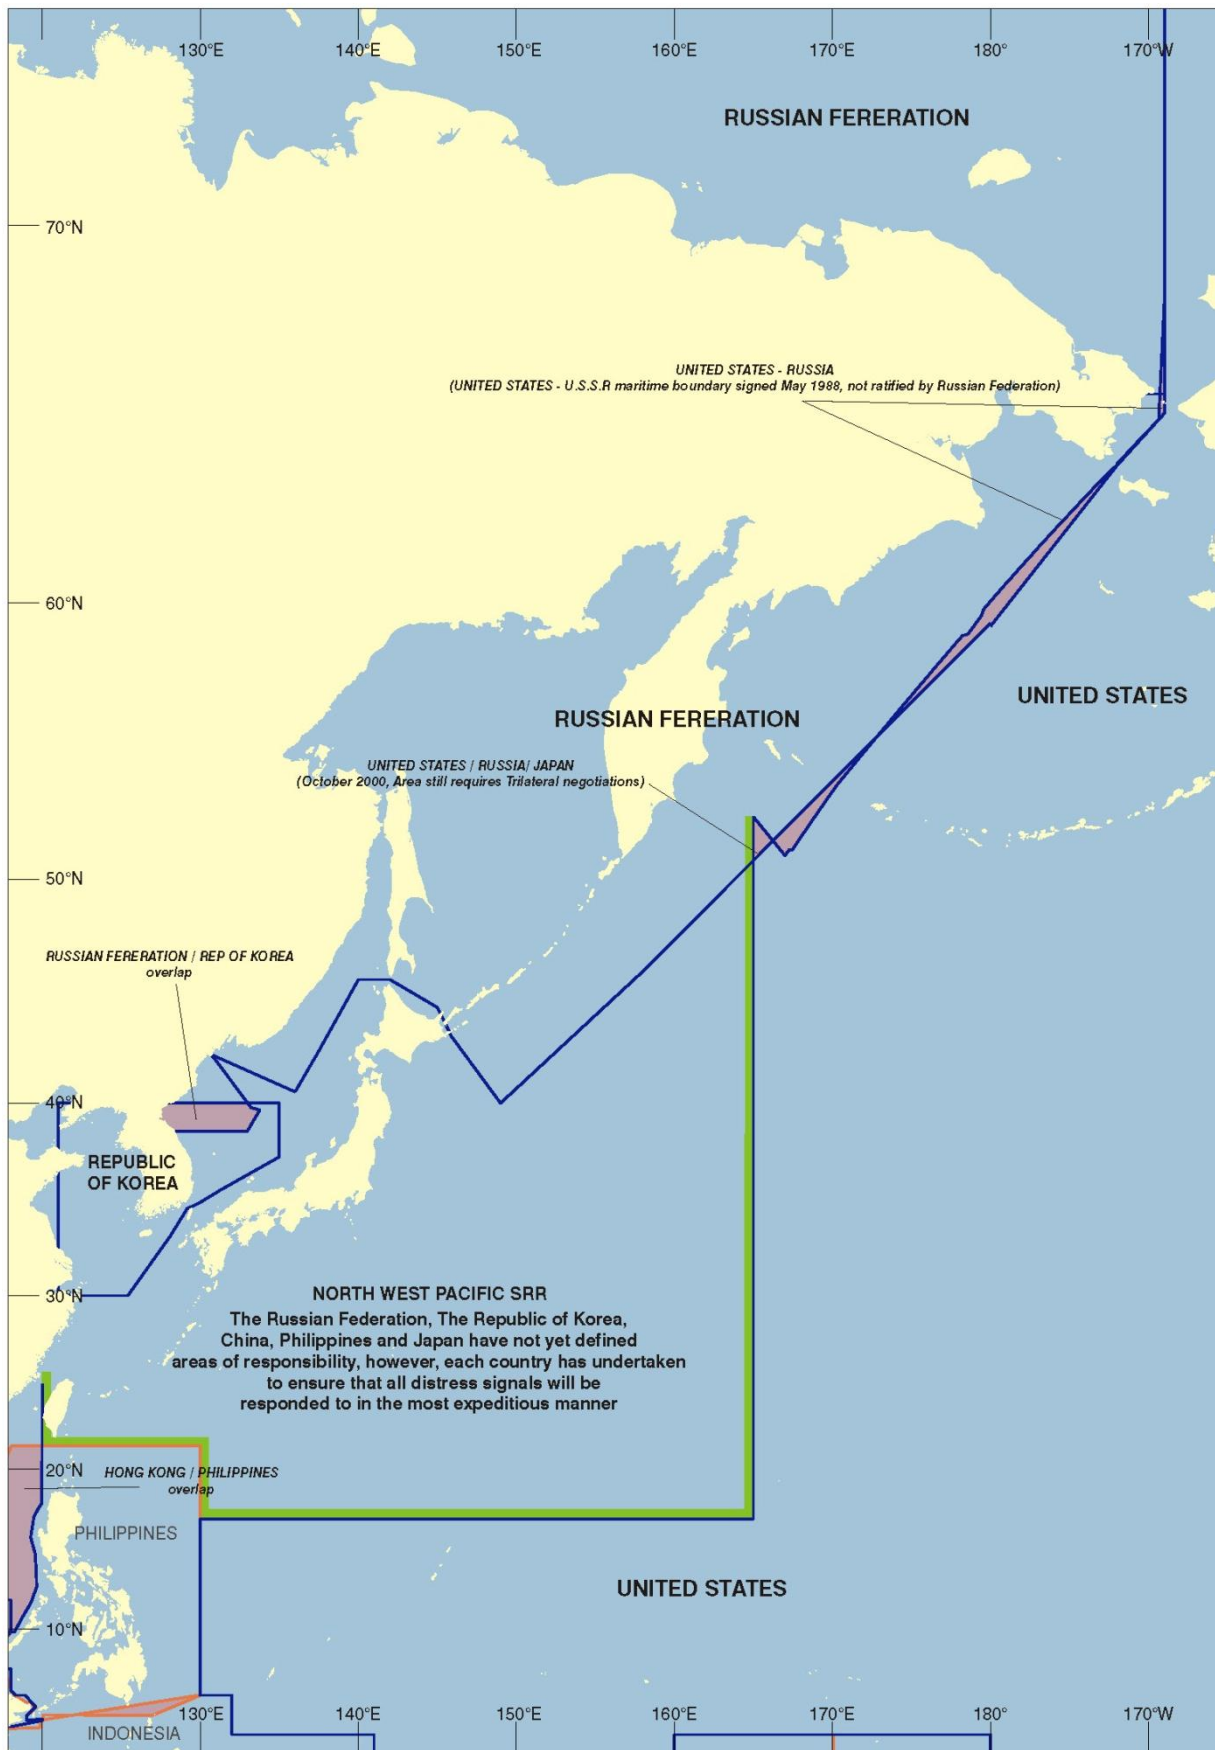 130°E 140°E 150°E 160°E 170°E 180° 170°W
RUSSIAN FERERATION
70°N
UNITED STATES - RUSSIA
(UNITED STATES - U.S.S.R maritime boundary signed May 1988, not ratified by Russian Federation)
60°N
UNITED STATES
RUSSIAN FERERATION
UNITED STATES / RUSSIA/ JAPAN
(October 2000, Area still requires Trilateral negotiations)
50°N
RUSSIAN FERERATION / REP OF KOREA
overlap
40°N
REPUBLIC
OF KOREA
30°N
NORTH WEST PACIFIC SRR
The Russian Federation, The Republic of Korea,
China, Philippines and Japan have not yet defined
areas of responsibility, however, each country has undertaken
to ensure that all distress signals will be
responded to in the most expeditious manner
20°N
HONG KONG / PHILIPPINES
overlap
PHILIPPINES
UNITED STATES
10°N
130°E 140°E 150°E 160°E 170°E 180° 170°W
INDONESIA